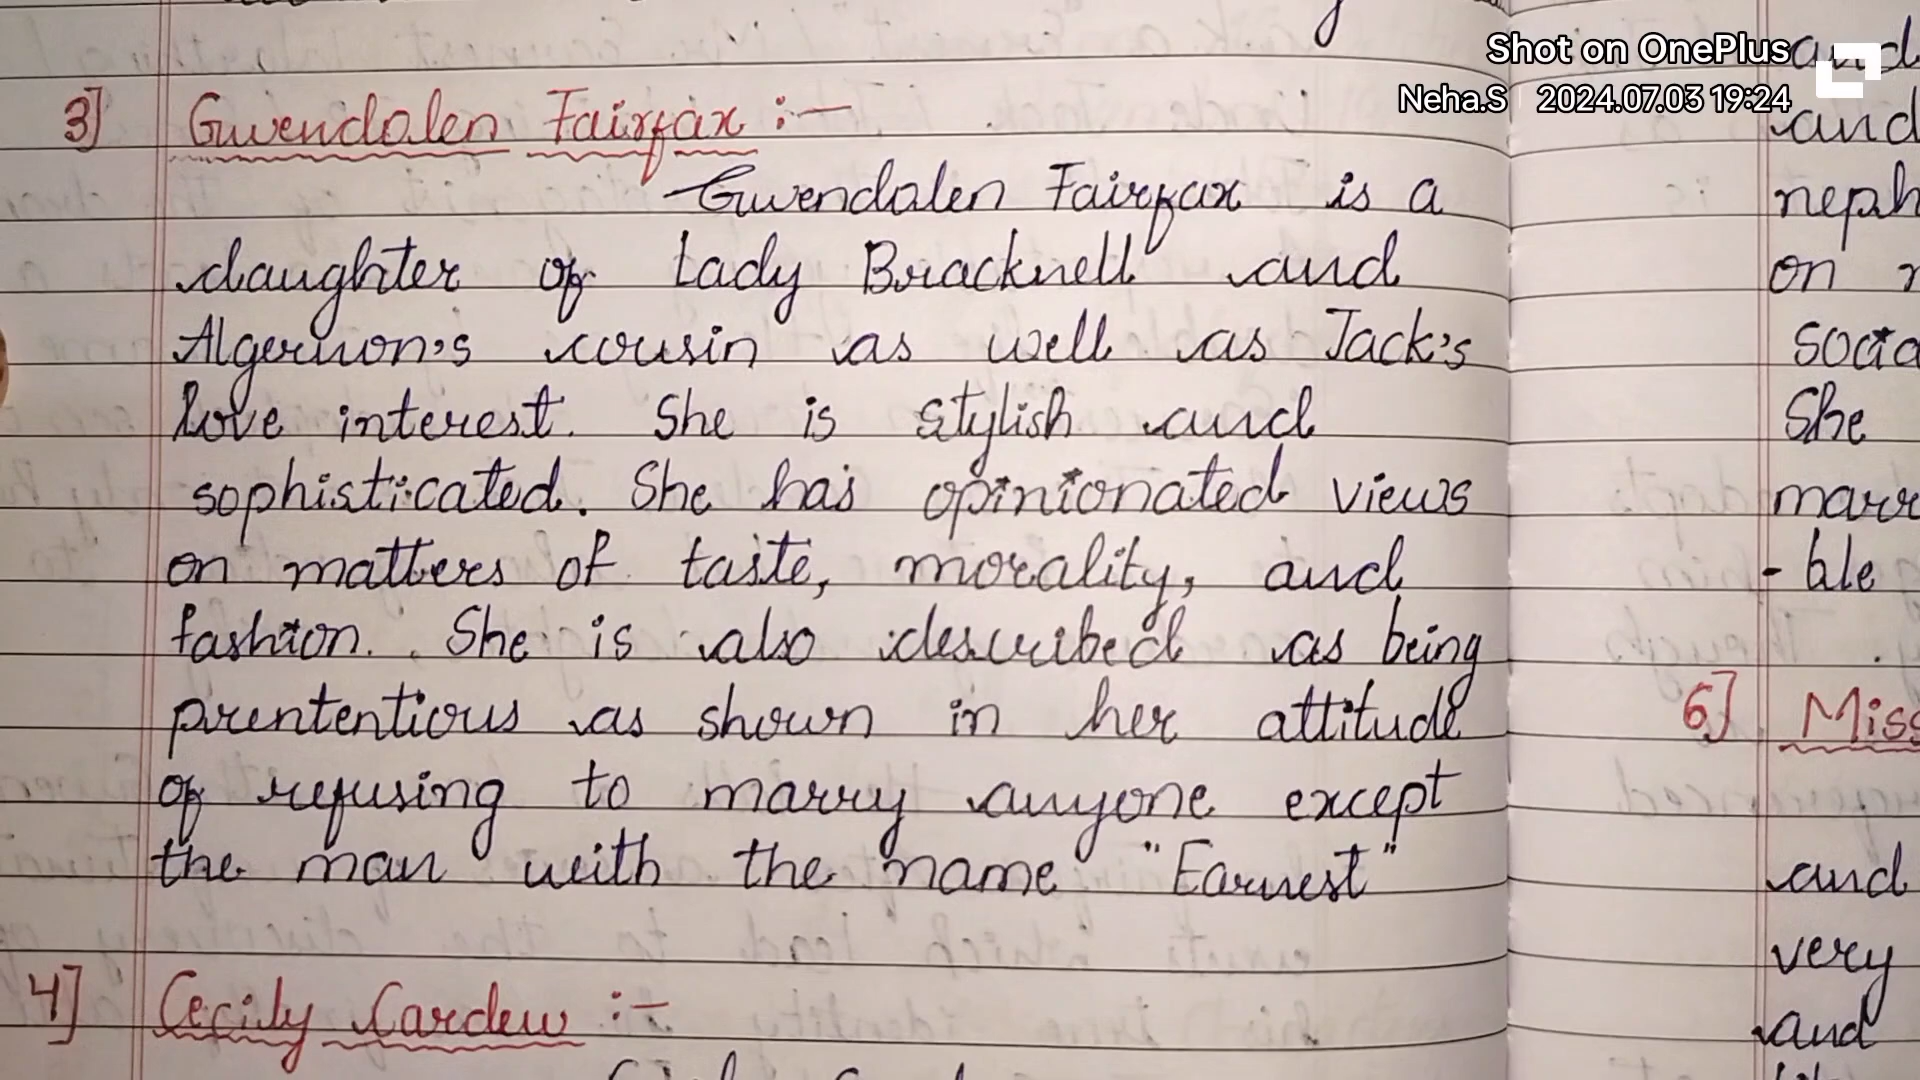 Shot on OnePlus
Neha.S 2024.07.03 19:24
3] Gwendalen Fairfax :-
Gwendalen Fairfax is a
daughter of Lady Bracknell and
Algernon's cousin as well as Jack's
love interest. She is stylish and
sophisticated. She has opinionated views
on matters of taste, morality, and
fashion. She is also described as being
prententious as shown in her attitude
of refusing to marry anyone except
the man with the name "Earnest"
4] Cecily Cardew :-
and
and
neph
on
socia
She
marr
- ble
6] Miss
and
very
and